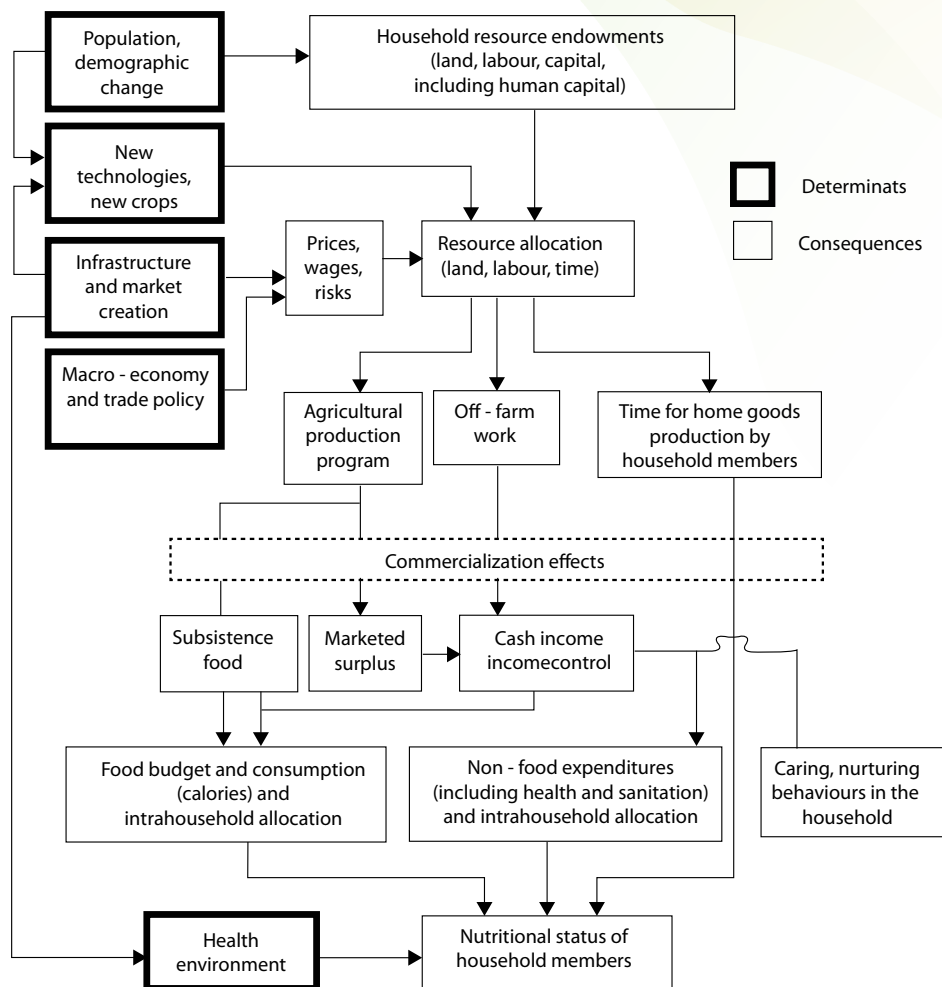 Population,
demographic
change
Household resource endowments
(land, labour, capital,
including human capital)
New
technologies,
new crops
Determinats
Consequences
Infrastructure
and market
creation
Prices,
wages,
risks
Resource allocation
(land, labour, time)
Macro - economy
and trade policy
Agricultural
production
program
Off - farm
work
Time for home goods
production by
household members
Commercialization effects
Subsistence
food
Marketed
surplus
Cash income
incomecontrol
Food budget and consumption
(calories) and
intrahousehold allocation
Non - food expenditures
(including health and sanitation)
and intrahousehold allocation
Caring, nurturing
behaviours in the
household
Health
environment
Nutritional status of
household members